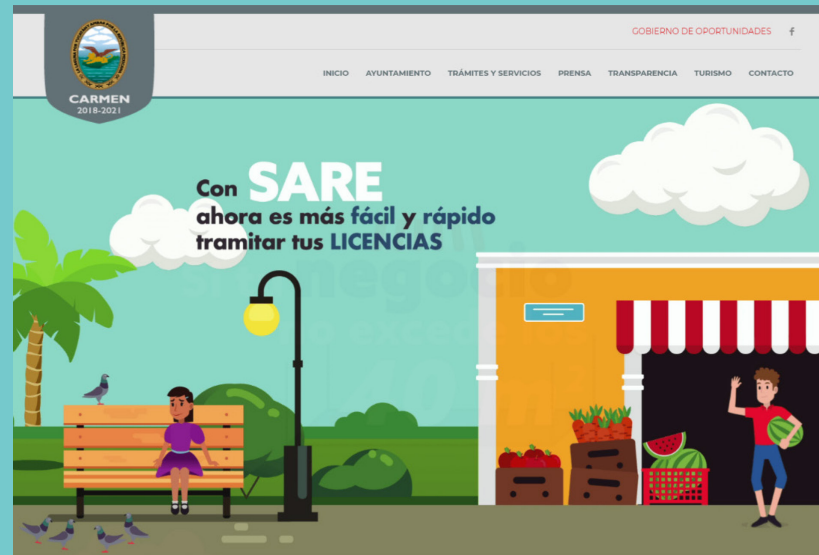 GOBIERNO DE OPORTUNIDADES f
INICIO AYUNTAMIENTO TRÁMITES Y SERVICIOS PRENSA TRANSPARENCIA TURISMO CONTACTO
CARMEN
2018-2021
Con SARE
ahora es más fácil y rápido
tramitar tus LICENCIAS
negocio